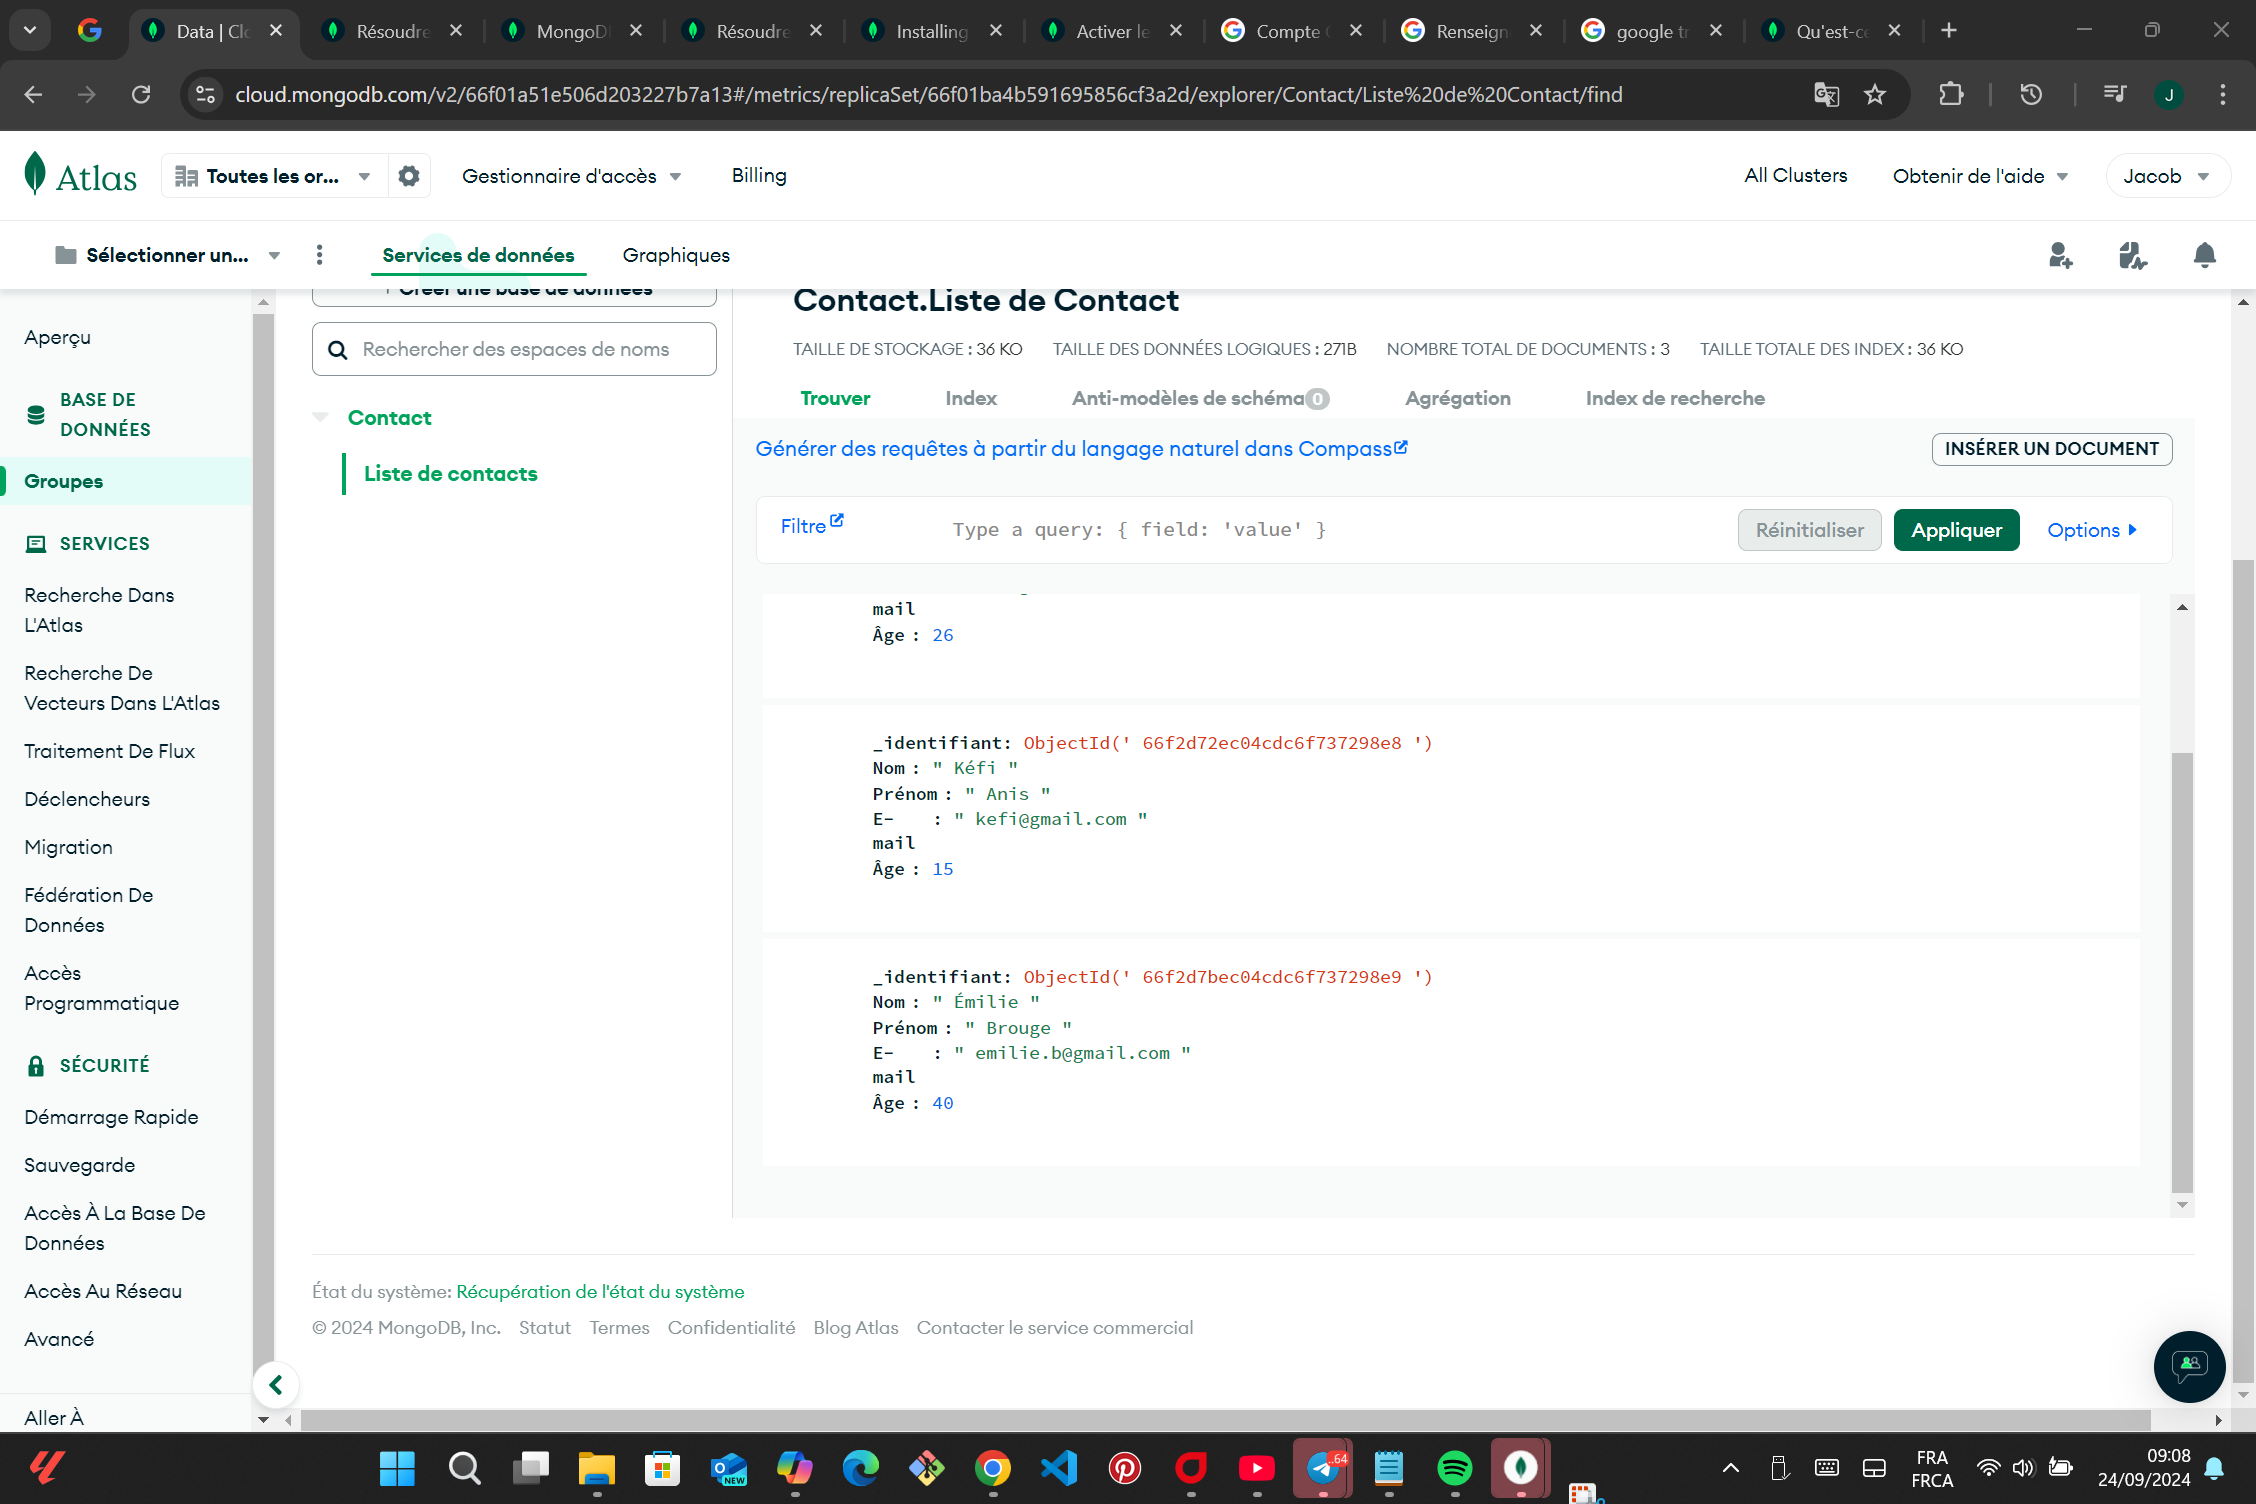 Data | Clo
Résoudre
MongoDB
Résoudre
Installing
Activer le
Compte
Renseign
google tr
Qu'est-ce
cloud.mongodb.com/v2/66f01a51e506d203227b7a13#/metrics/replicaSet/66f01ba4b591695856cf3a2d/explorer/Contact/Liste%20de%20Contact/find
J
Atlas
Toutes les or...
Gestionnaire d'accès
Billing
All Clusters
Obtenir de l'aide
Jacob
Sélectionner un...
Services de données
Graphiques
Aperçu
BASE DE
DONNÉES
Groupes
SERVICES
Recherche Dans
L'Atlas
Recherche De
Vecteurs Dans L'Atlas
Traitement De Flux
Déclencheurs
Migration
Fédération De
Données
Accès
Programmatique
SÉCURITÉ
Démarrage Rapide
Sauvegarde
Accès À La Base De
Données
Accès Au Réseau
Avancé
Aller À
Créer une base de données
Rechercher des espaces de noms
Contact
Liste de contacts
Contact.Liste de Contact
TAILLE DE STOCKAGE : 36 KO TAILLE DES DONNÉES LOGIQUES : 271B NOMBRE TOTAL DE DOCUMENTS : 3 TAILLE TOTALE DES INDEX : 36 KO
Trouver Index Anti-modèles de schéma 0 Agrégation Index de recherche
Générer des requêtes à partir du langage naturel dans Compass
INSÉRER UN DOCUMENT
Filtre
Type a query: { field: 'value' }
Réinitialiser
Appliquer
Options
mail
Âge : 26
_identifiant: ObjectId(' 66f2d72ec04cdc6f737298e8 ')
Nom : " Kéfi "
Prénom : " Anis "
E- : " kefi@gmail.com "
mail
Âge : 15
_identifiant: ObjectId(' 66f2d7bec04cdc6f737298e9 ')
Nom : " Émilie "
Prénom : " Brouge "
E- : " emilie.b@gmail.com "
mail
Âge : 40
État du système: Récupération de l'état du système
© 2024 MongoDB, Inc. Statut Termes Confidentialité Blog Atlas Contacter le service commercial
NEW
..64
FRA
FRCA
09:08
24/09/2024